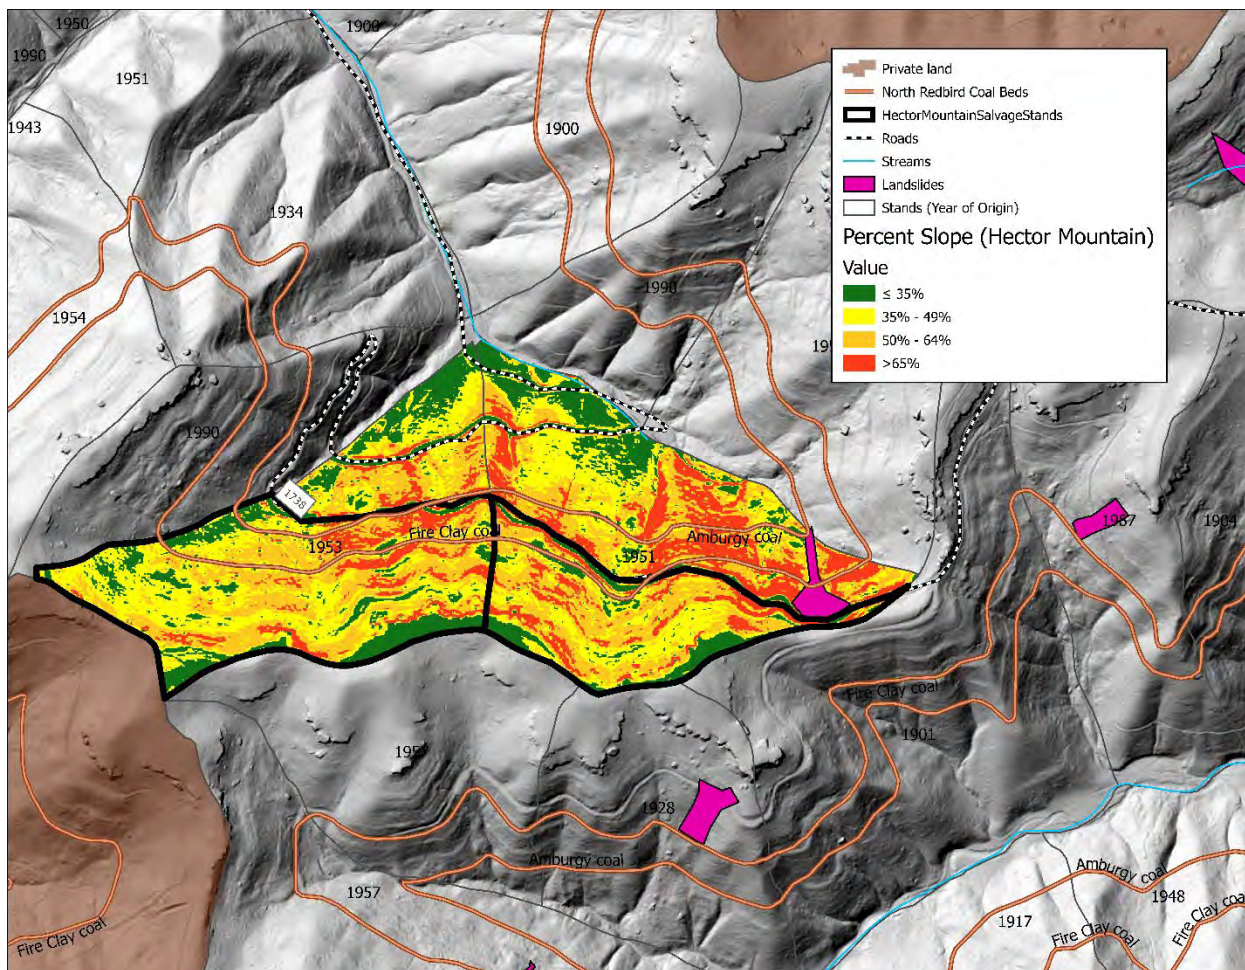 1950
1900
1990
1951
1943
1900
Private land
North Redbird Coal Beds
HectorMountainSalvageStands
Roads
Streams
Landslides
Stands (Year of Origin)
Percent Slope (Hector Mountain)
Value
≤ 35%
35% - 49%
50% - 64%
>65%
1934
1990
1954
1990
1738
1987
1904
Fire Clay coal
Amburgy coal
1953
1951
Fire Clay coal
1901
1928
Amburgy coal
1957
Amburgy coal
1948
1917
Fire Clay coal
Fire Clay coal
Fire Clay coal